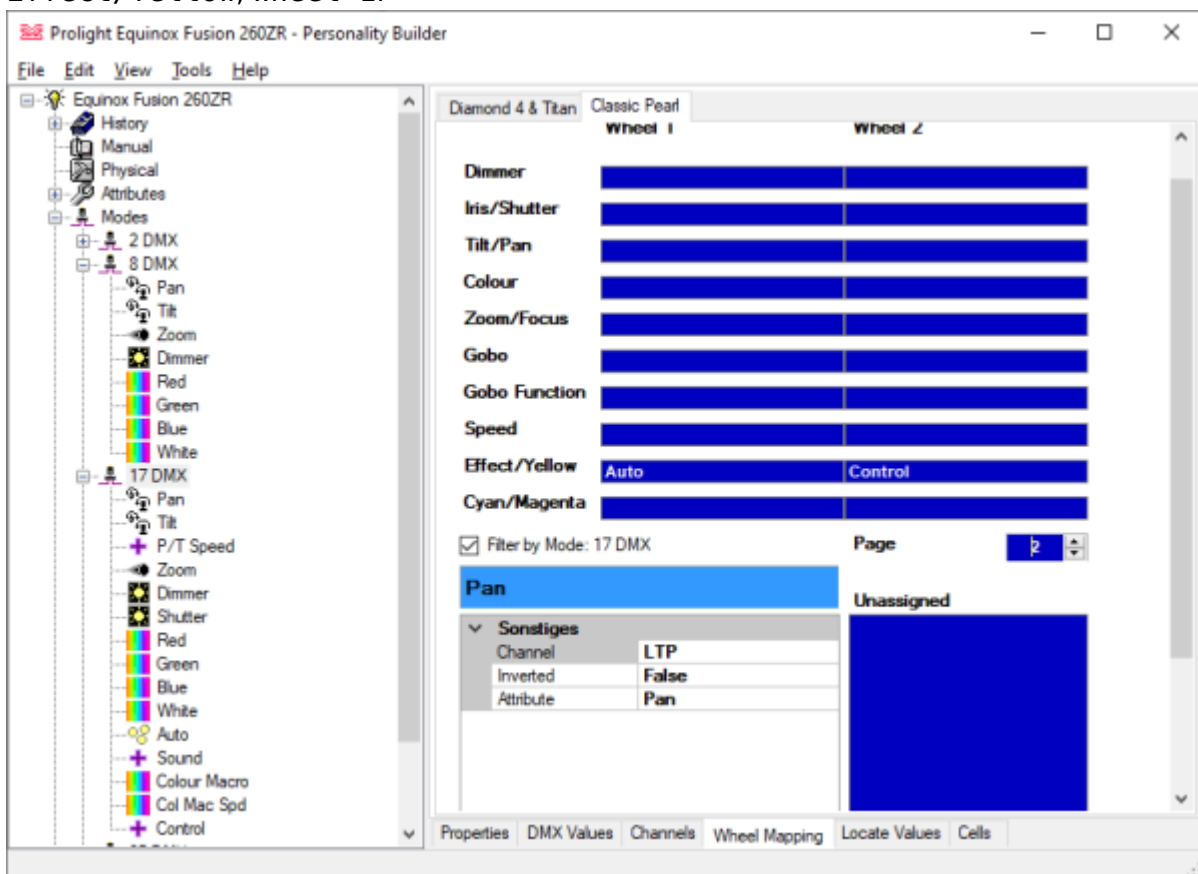 Prolight Equinox Fusion 260ZR - Personality Builder
File Edit View Tools Help
Equinox Fusion 260ZR
History
Manual
Physical
Attributes
Modes
2 DMX
8 DMX
Pan
Tilt
Zoom
Dimmer
Red
Green
Blue
White
17 DMX
Pan
Tilt
P/T Speed
Zoom
Dimmer
Shutter
Red
Green
Blue
White
Auto
Sound
Colour Macro
Col Mac Spd
Control
Diamond 4 & Titan Classic Pearl
Wheel 1 Wheel 2
Dimmer
Iris/Shutter
Tilt/Pan
Colour
Zoom/Focus
Gobo
Gobo Function
Speed
Effect/Yellow Auto Control
Cyan/Magenta
Filter by Mode: 17 DMX Page 2
Pan
Unassigned
Sonstiges
Channel LTP
Inverted False
Attribute Pan
Properties DMX Values Channels Wheel Mapping Locate Values Cells